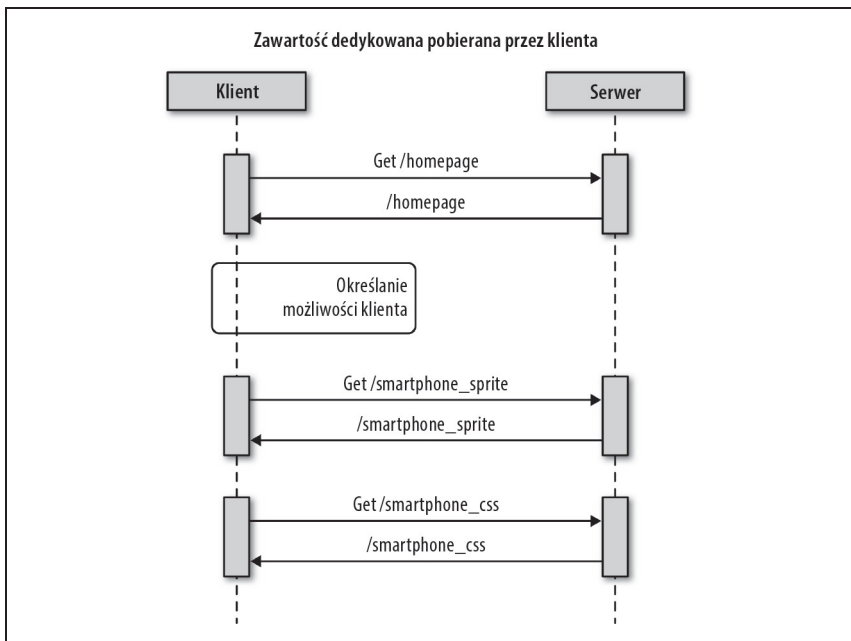 Zawartość dedykowana pobierana przez klienta
Klient
Serwer
Get /homepage
/homepage
Określanie
możliwości klienta
Get /smartphone_sprite
/smartphone_sprite
Get /smartphone_css
/smartphone_css